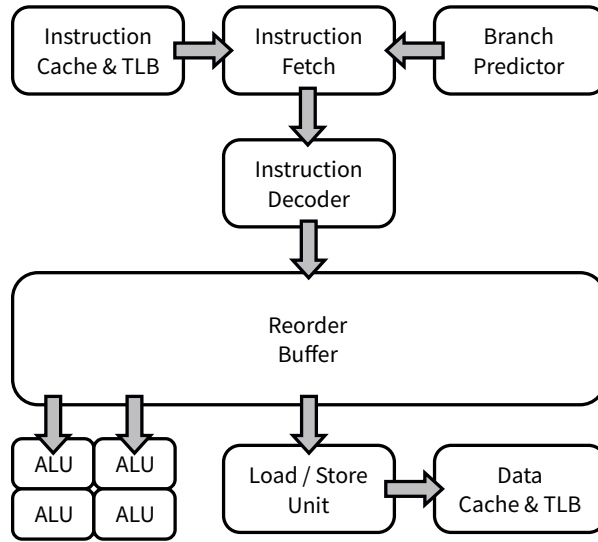 Instruction
Cache & TLB
Instruction
Fetch
Branch
Predictor
Instruction
Decoder
Reorder
Buffer
ALU
ALU
ALU
ALU
Load / Store
Unit
Data
Cache & TLB